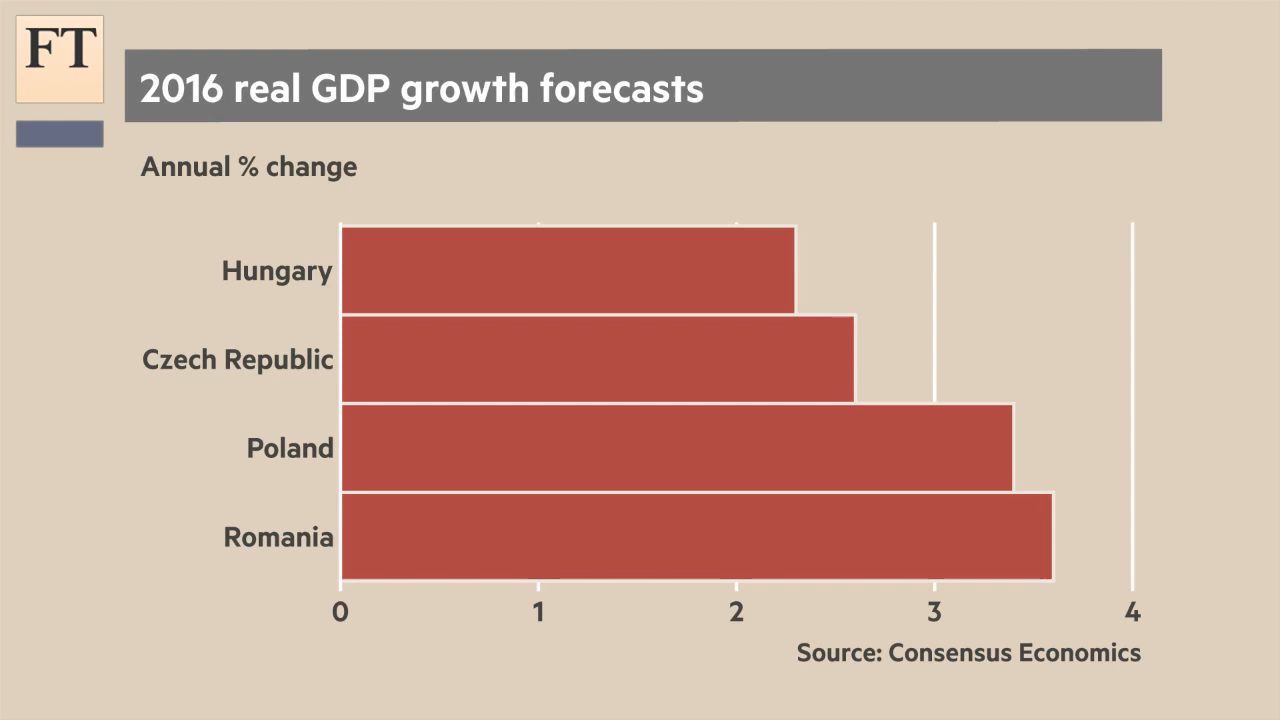 FT
2016 real GDP growth forecasts
Annual % change
Hungary
Czech Republic
Poland
Romania
0 1 2 3 4
Source: Consensus Economics